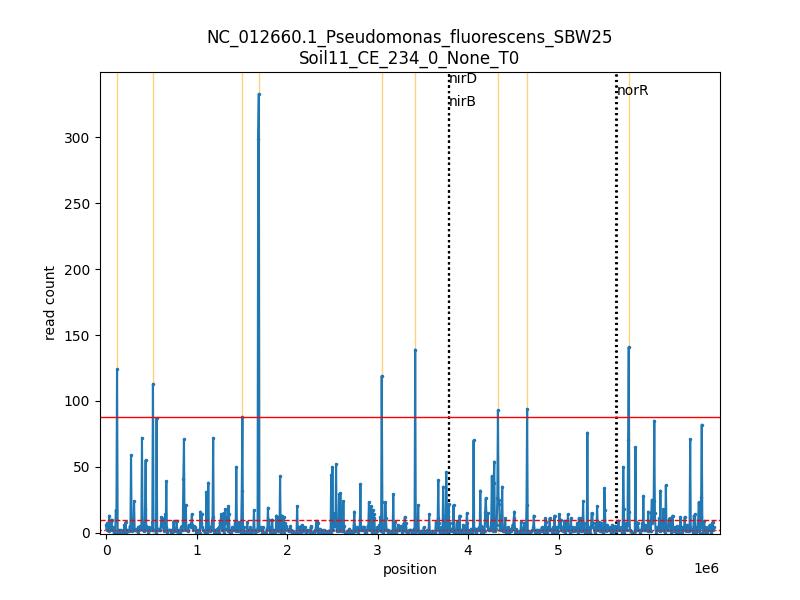 NC_012660.1_Pseudomonas_fluorescens_SBW25
Soil11_CE_234_0_None_T0
nirD
nirB
norR
300
250
200
150
100
50
0
read count
0 1 2 3 4 5 6
1e6
position